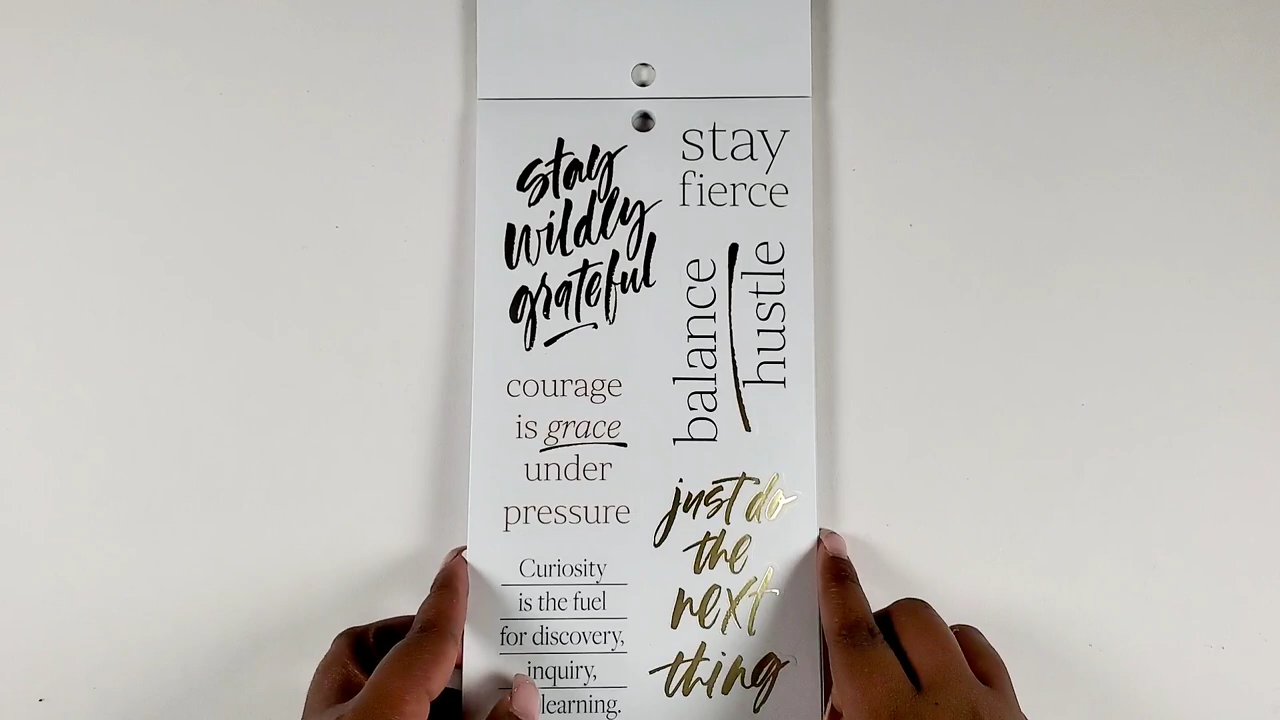 stay
wildly
grateful
courage
is grace
under
pressure
Curiosity
is the fuel
for discovery,
inquiry,
learning.
stay
fierce
balance
hustle
just do
the
next
thing